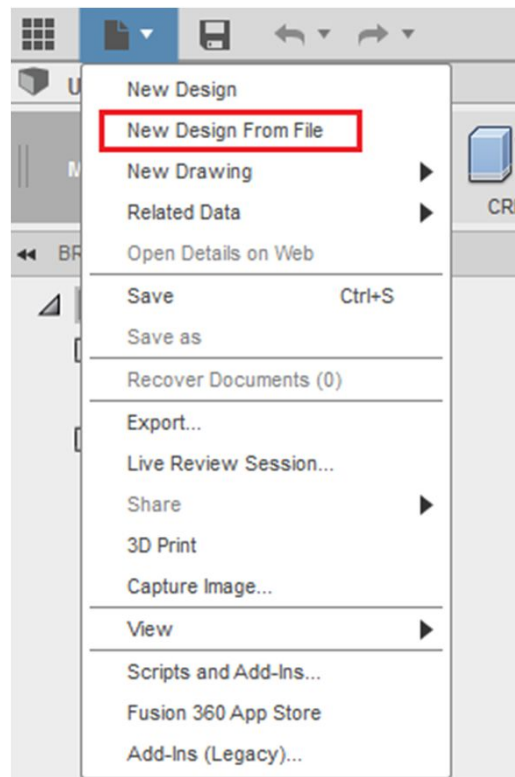 U
New Design
New Design From File
M
New Drawing
CR
Related Data
BR
Open Details on Web
Save Ctrl+S
Save as
Recover Documents (0)
Export...
Live Review Session...
Share
3D Print
Capture Image...
View
Scripts and Add-Ins...
Fusion 360 App Store
Add-Ins (Legacy)...